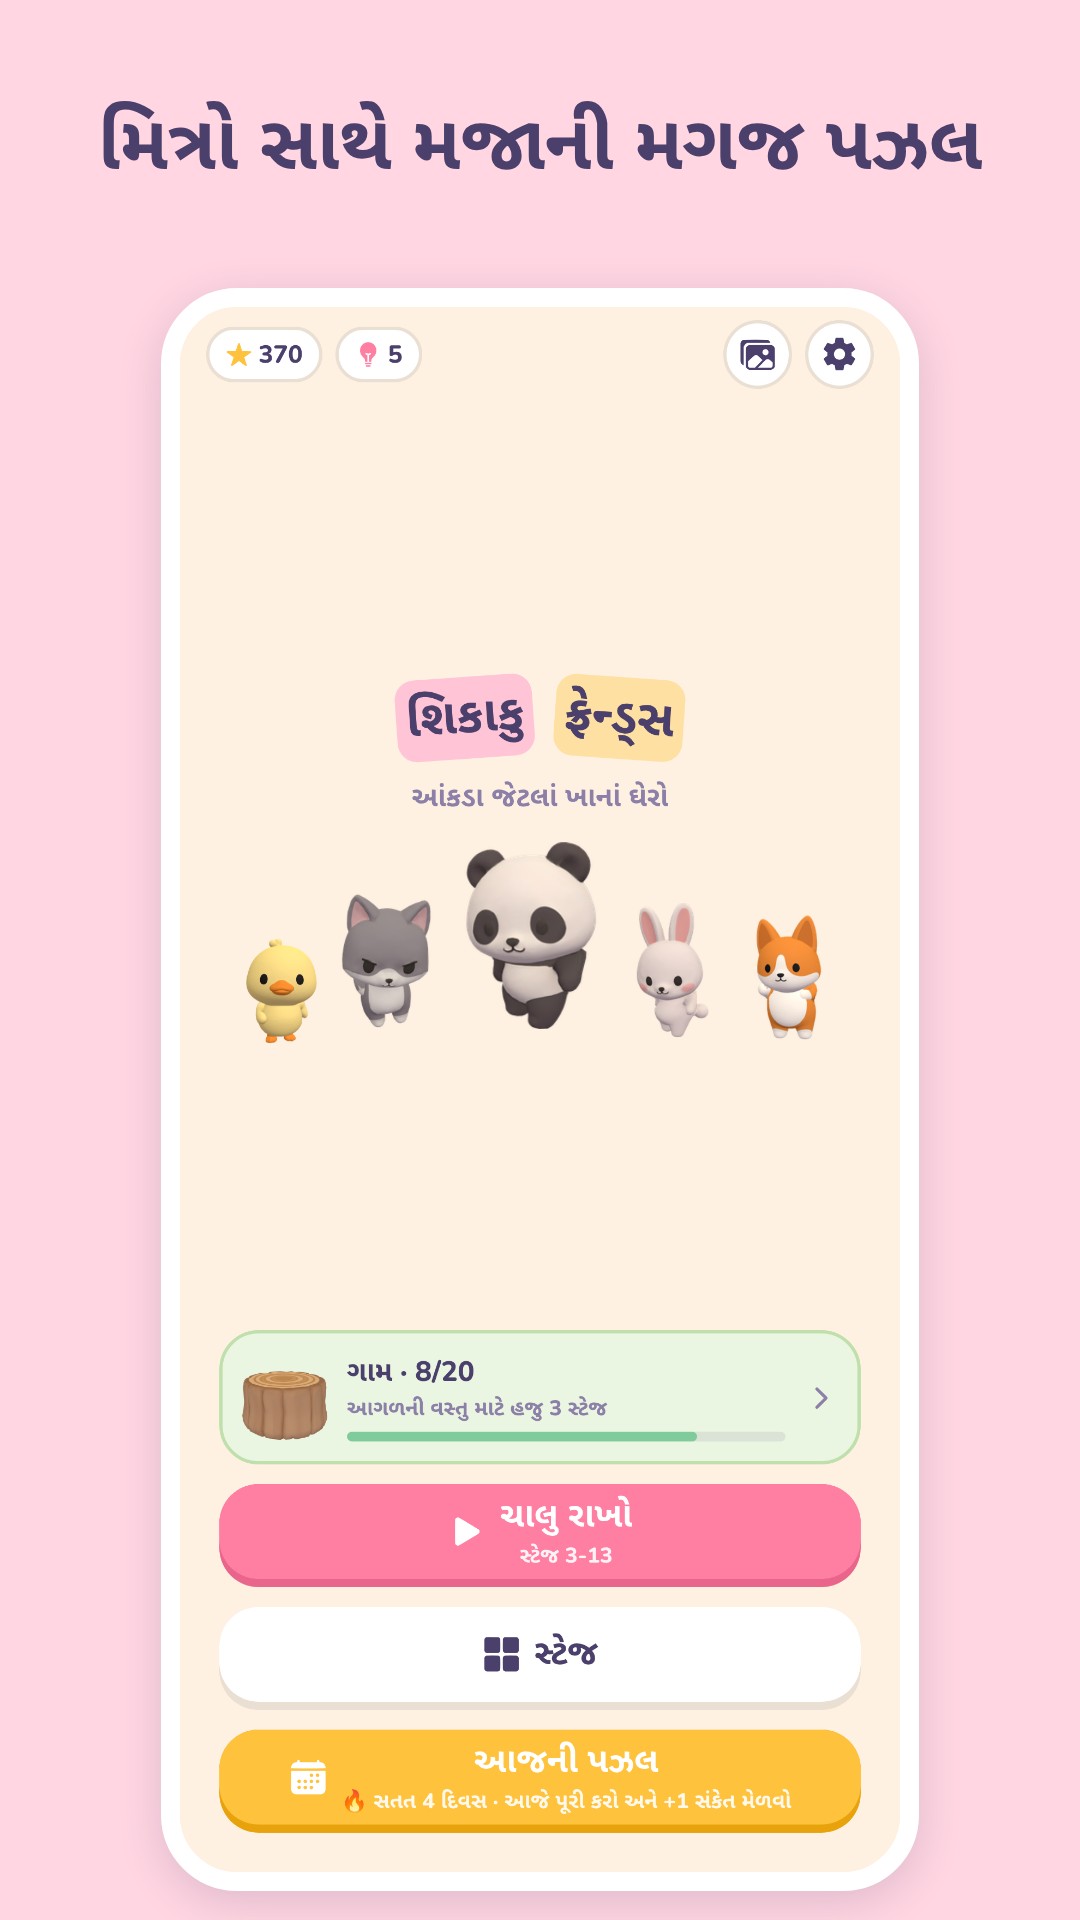 મિત્રો સાથે મજાની મગજ પઝલ
370
5
શિકાકુ ફ્રેન્ડ્સ
આંકડા જેટલાં ખાનાં ઘેરો
ગામ · 8/20
આગળની વસ્તુ માટે હજુ 3 સ્ટેજ
ચાલુ રાખો
સ્ટેજ 3-13
સ્ટેજ
આજની પઝલ
🔥 સતત 4 દિવસ · આજે પૂરી કરો અને +1 સંકેત મેળવો